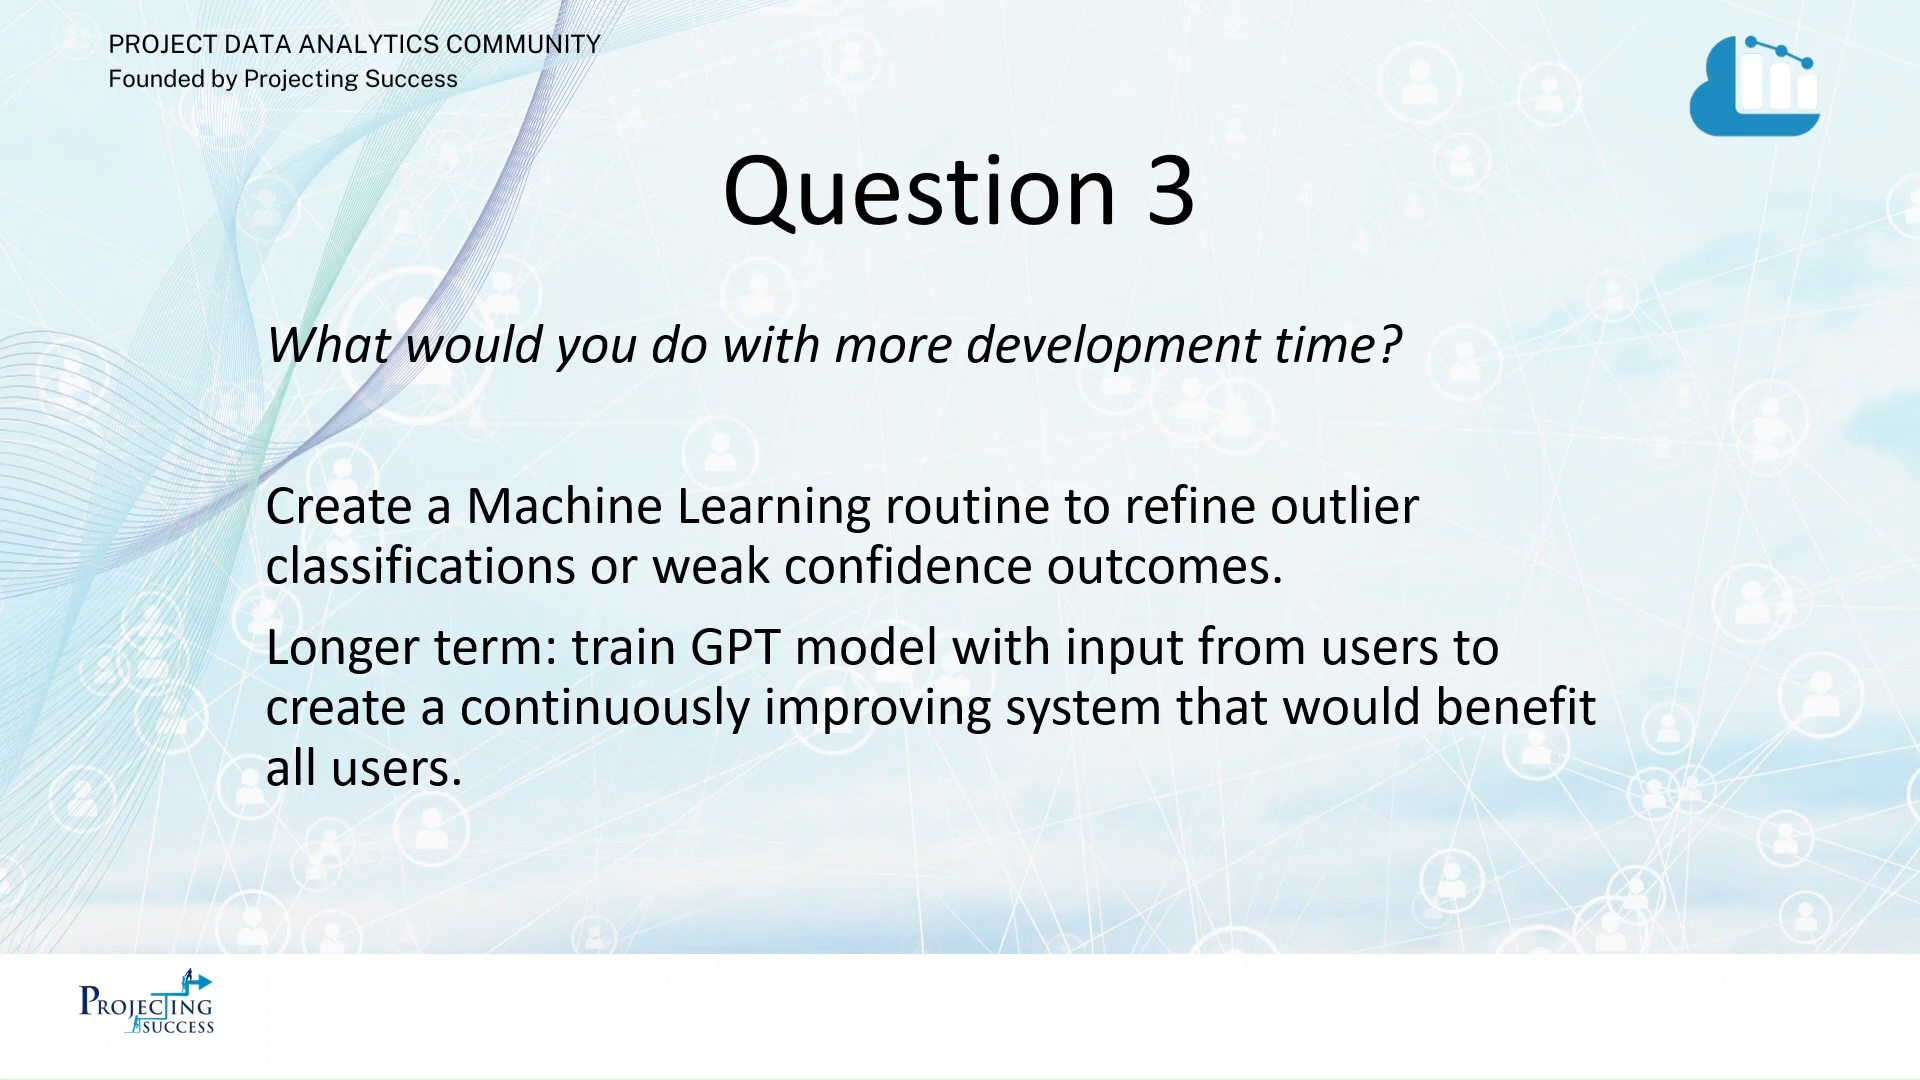 PROJECT DATA ANALYTICS COMMUNITY
Founded by Projecting Success
Question 3
What would you do with more development time?
Create a Machine Learning routine to refine outlier
classifications or weak confidence outcomes.
Longer term: train GPT model with input from users to
create a continuously improving system that would benefit
all users.
PROJECTING
SUCCESS